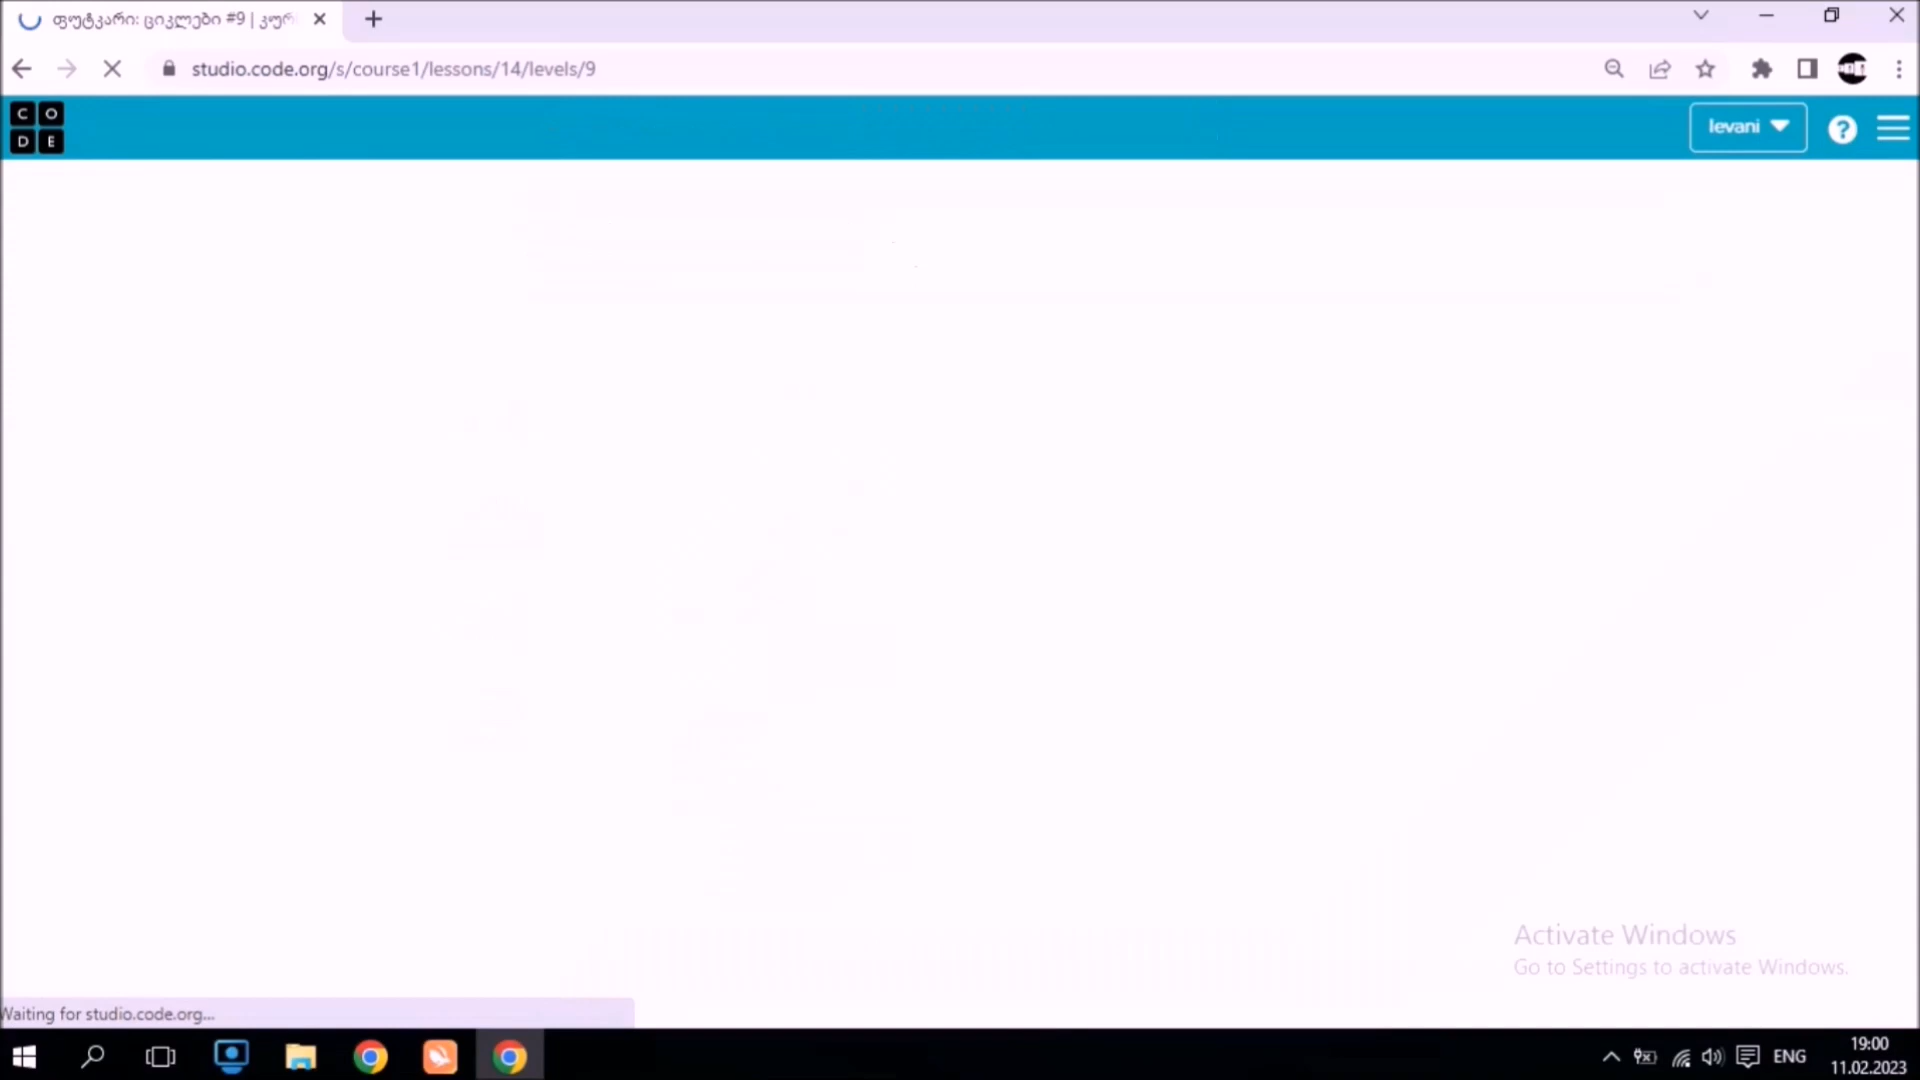 ფუტკარი: ციკლები #9 | კურ
studio.code.org/s/course1/lessons/14/levels/9
C O
D E
levani
?
Activate Windows
Go to Settings to activate Windows.
Waiting for studio.code.org...
ENG
19:00
11.02.2023